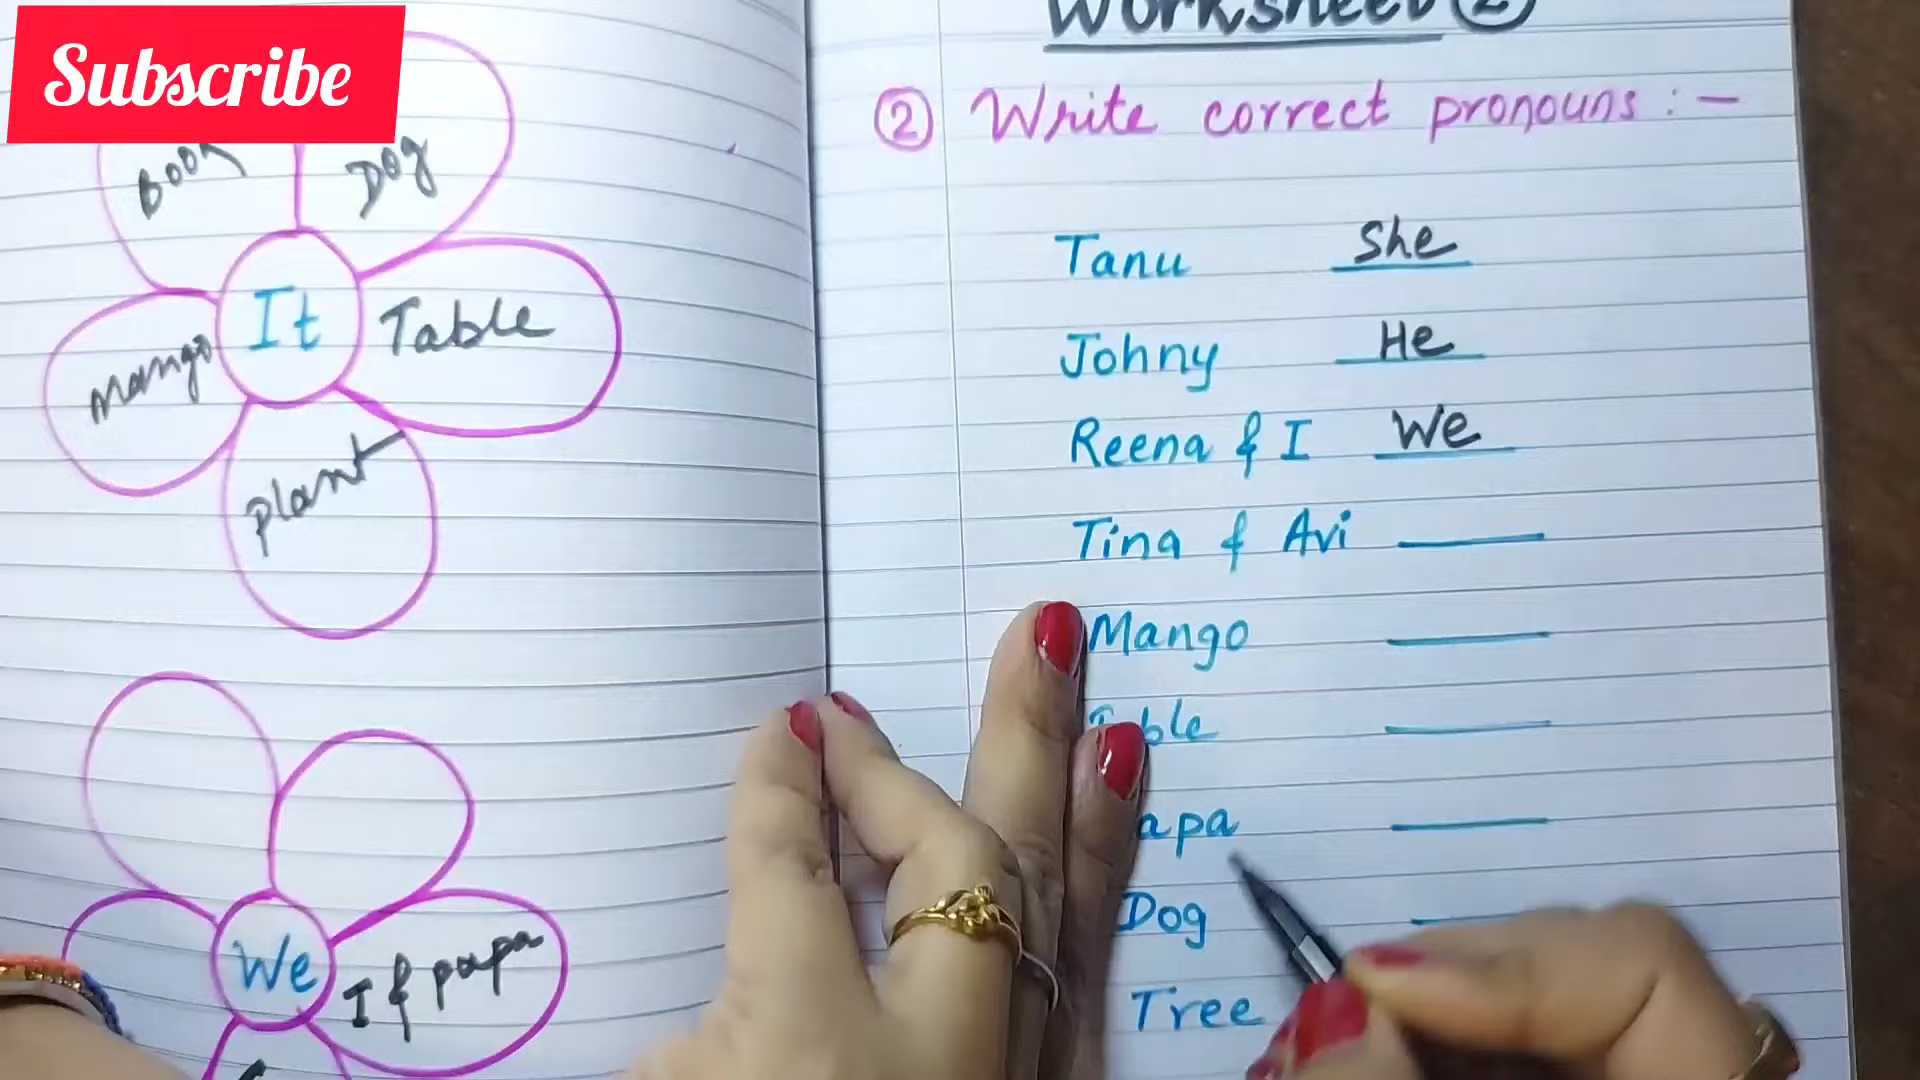 Subscribe
Dog
It
Table
Mango
Plant
We
I & papa
Worksheet ②
② Write correct pronouns : —
Tanu She
Johny He
Reena & I We
Tina & Avi
Mango
Dog
Tree